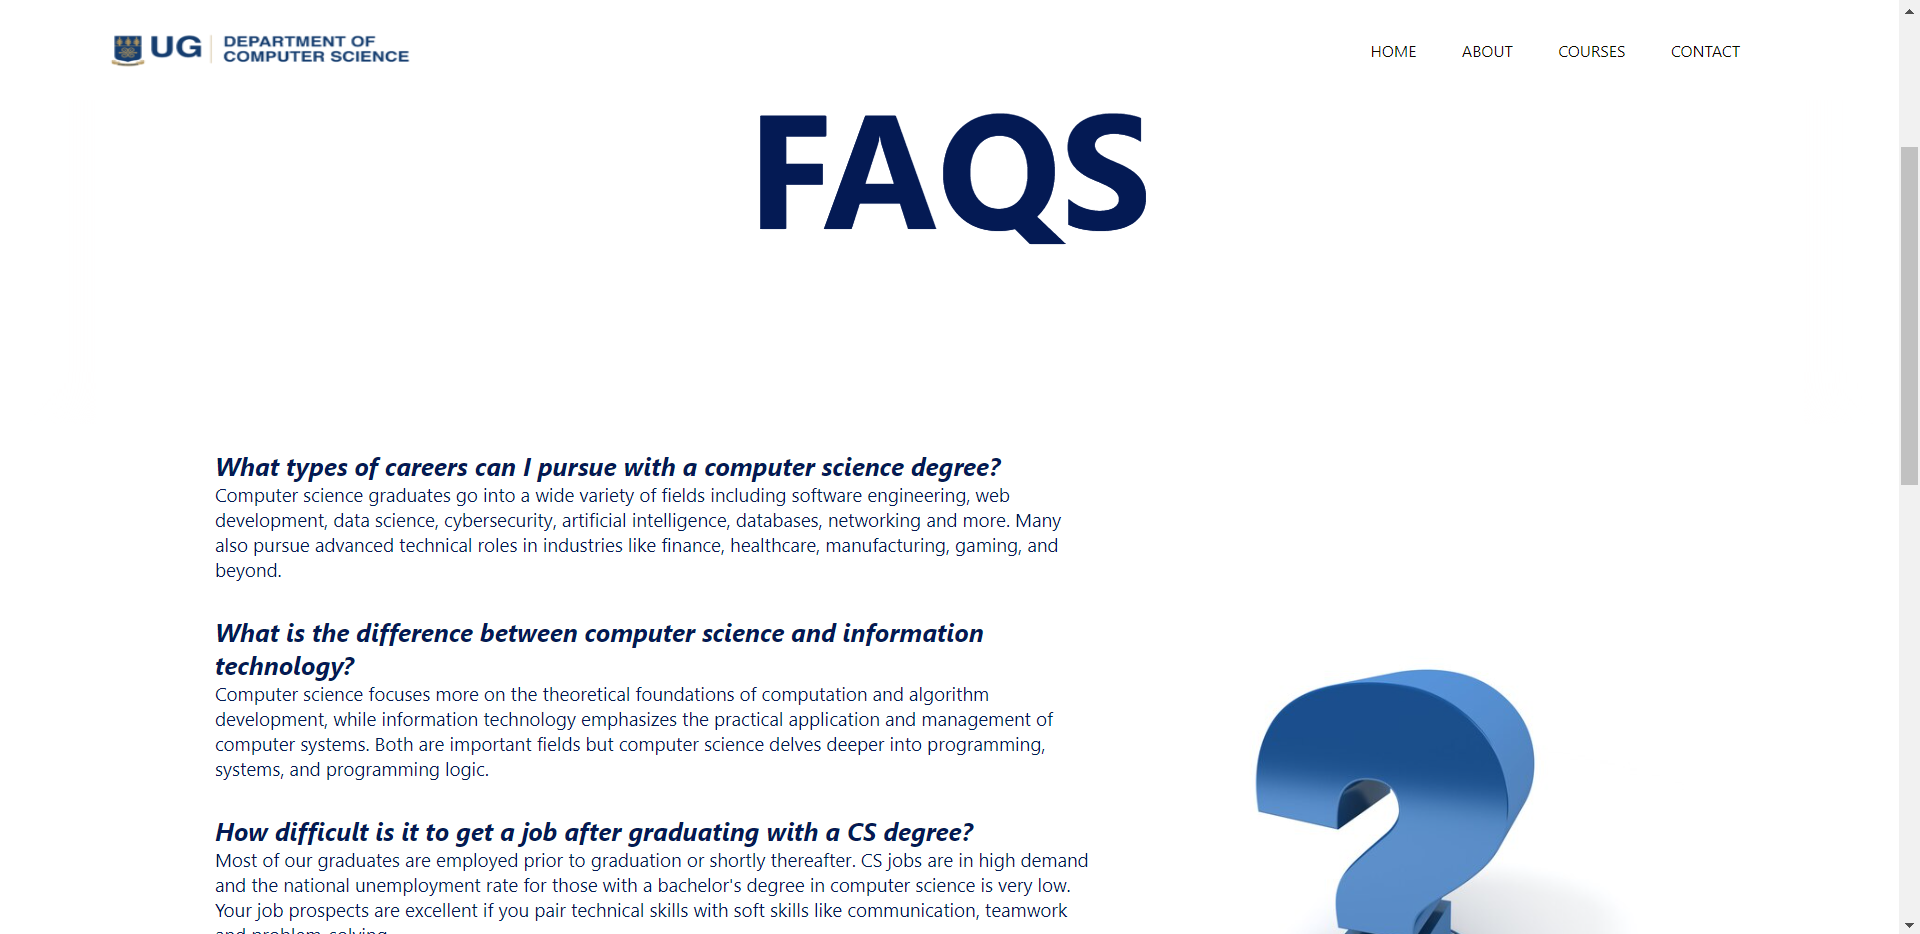 UG
DEPARTMENT OF
COMPUTER SCIENCE
HOME
ABOUT
COURSES
CONTACT
FAQS
What types of careers can I pursue with a computer science degree?
Computer science graduates go into a wide variety of fields including software engineering, web
development, data science, cybersecurity, artificial intelligence, databases, networking and more. Many
also pursue advanced technical roles in industries like finance, healthcare, manufacturing, gaming, and
beyond.
What is the difference between computer science and information
technology?
Computer science focuses more on the theoretical foundations of computation and algorithm
development, while information technology emphasizes the practical application and management of
computer systems. Both are important fields but computer science delves deeper into programming,
systems, and programming logic.
How difficult is it to get a job after graduating with a CS degree?
Most of our graduates are employed prior to graduation or shortly thereafter. CS jobs are in high demand
and the national unemployment rate for those with a bachelor's degree in computer science is very low.
Your job prospects are excellent if you pair technical skills with soft skills like communication, teamwork
and problem-solving.
?